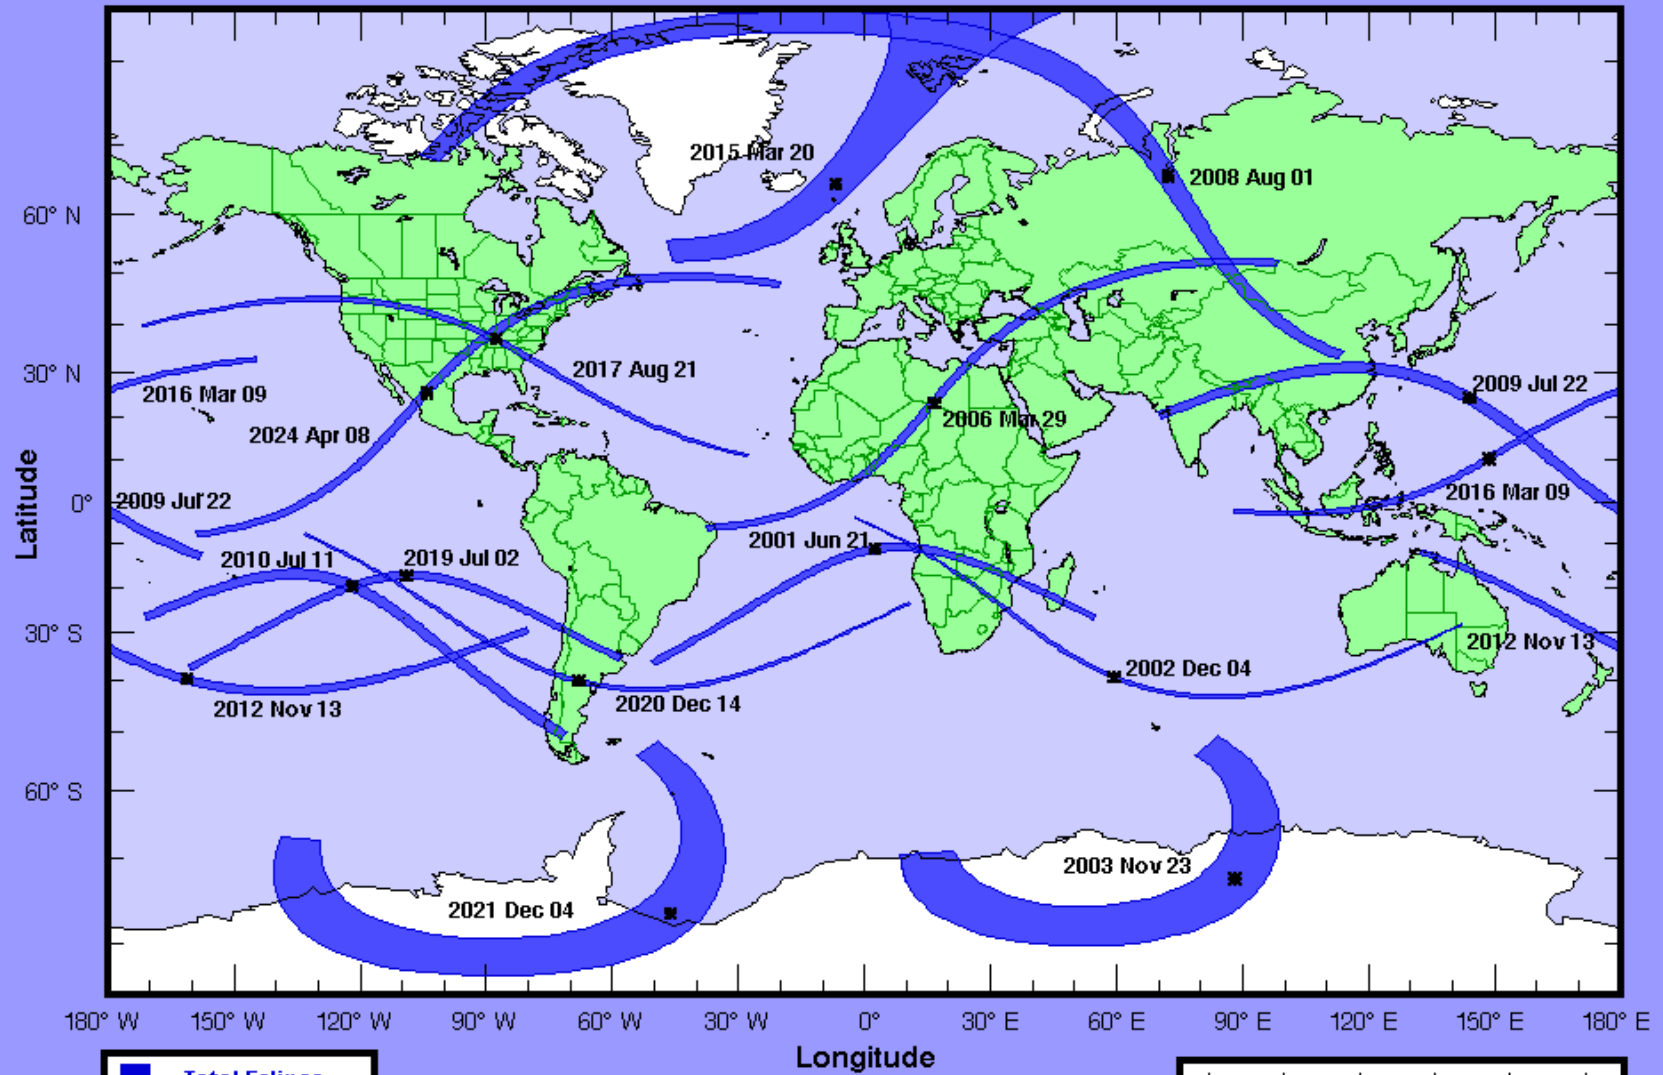 2015 Mar 20
2008 Aug 01
60° N
2017 Aug 21
30° N
2016 Mar 09
2009 Jul 22
2006 Mar 29
2024 Apr 08
2016 Mar 09
0°
2009 Jul 22
Latitude
2001 Jun 21
2010 Jul 11
2019 Jul 02
30° S
2012 Nov 13
2002 Dec 04
2020 Dec 14
2012 Nov 13
60° S
2003 Nov 23
2021 Dec 04
180° W 150° W 120° W 90° W 60° W 30° W 0° 30° E 60° E 90° E 120° E 150° E 180° E
Longitude
Total Eclipse